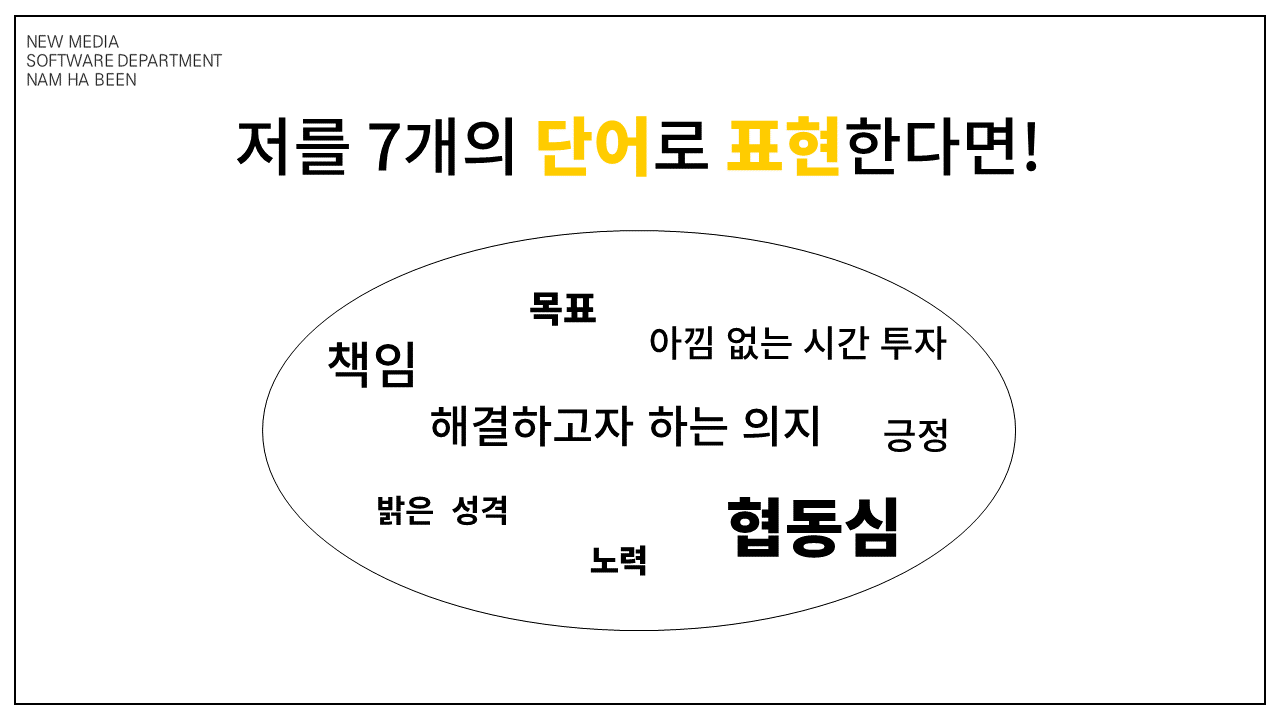 NEW MEDIA
SOFTWARE DEPARTMENT
NAM HA BEEN
저를 7개의 단어로 표현한다면!
목표
아낌 없는 시간 투자
책임
해결하고자 하는 의지
긍정
밝은 성격
협동심
노력